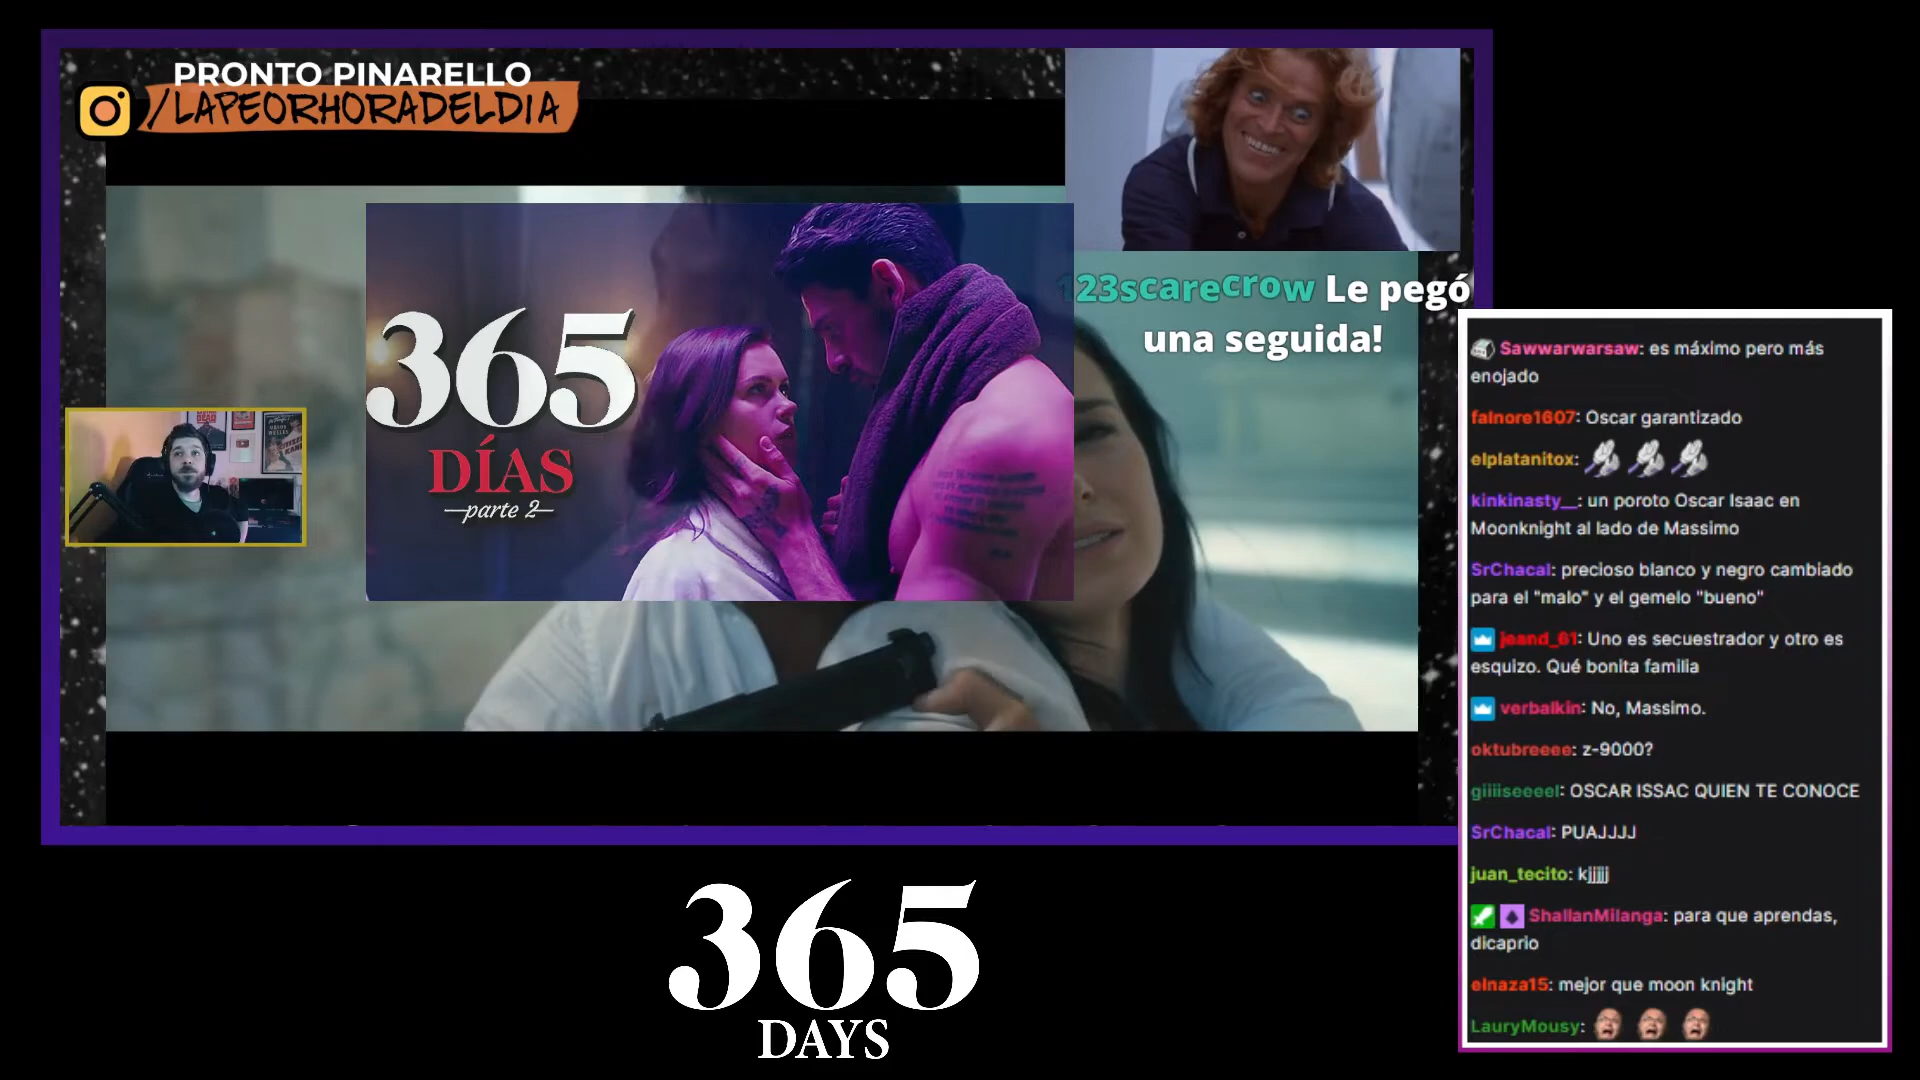 PRONTO PINARELLO
/LAPEORHORADELDIA
365
DÍAS
parte 2
123scarecrow Le pegó
una seguida!
Sawwarwarsaw: es máximo pero más
enojado
falnore1607: Oscar garantizado
elplatanitox:
kinkinasty__: un poroto Oscar Isaac en
Moonknight al lado de Massimo
SrChacal: precioso blanco y negro cambiado
para el "malo" y el gemelo "bueno"
jeand_61: Uno es secuestrador y otro es
esquizo. Qué bonita familia
verbalkin: No, Massimo.
oktubreeee: z-9000?
giiiiseeeel: OSCAR ISSAC QUIEN TE CONOCE
SrChacal: PUAJJJJ
juan_tecito: kjjjjj
ShallanMilanga: para que aprendas,
dicaprio
elnaza15: mejor que moon knight
LauryMousy:
365
DAYS